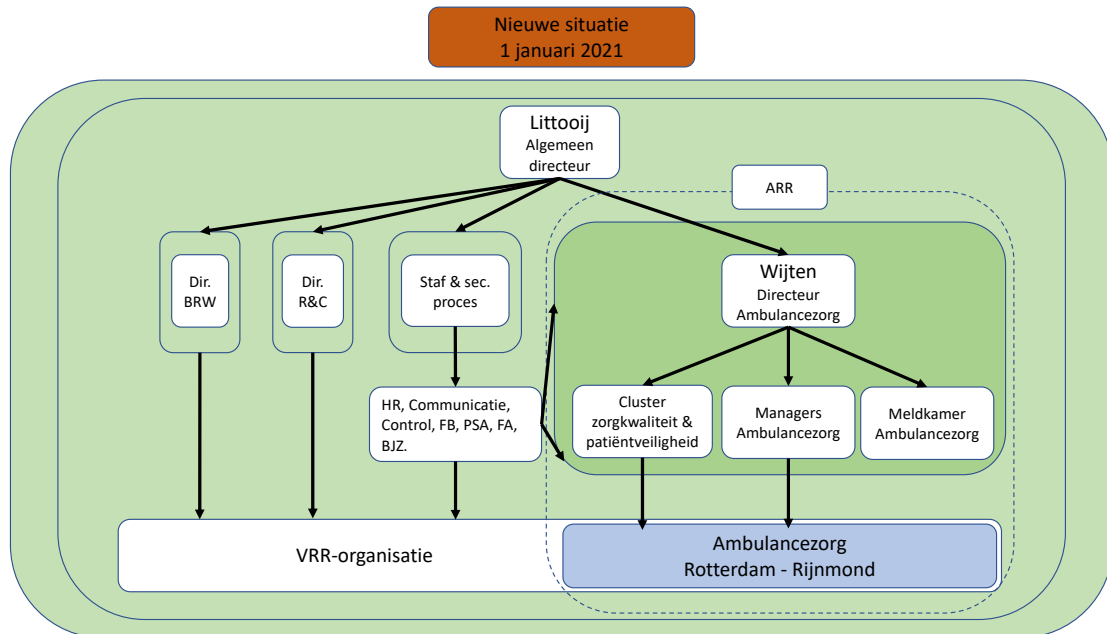 Nieuwe situatie
1 januari 2021
Littooij
Algemeen
directeur
ARR
Dir.
BRW
Dir.
R&C
Staf & sec.
proces
Wijten
Directeur
Ambulancezorg
HR, Communicatie,
Control, FB, PSA, FA,
BJZ.
Cluster
zorgkwaliteit &
patiëntveiligheid
Managers
Ambulancezorg
Meldkamer
Ambulancezorg
VRR-organisatie
Ambulancezorg
Rotterdam - Rijnmond